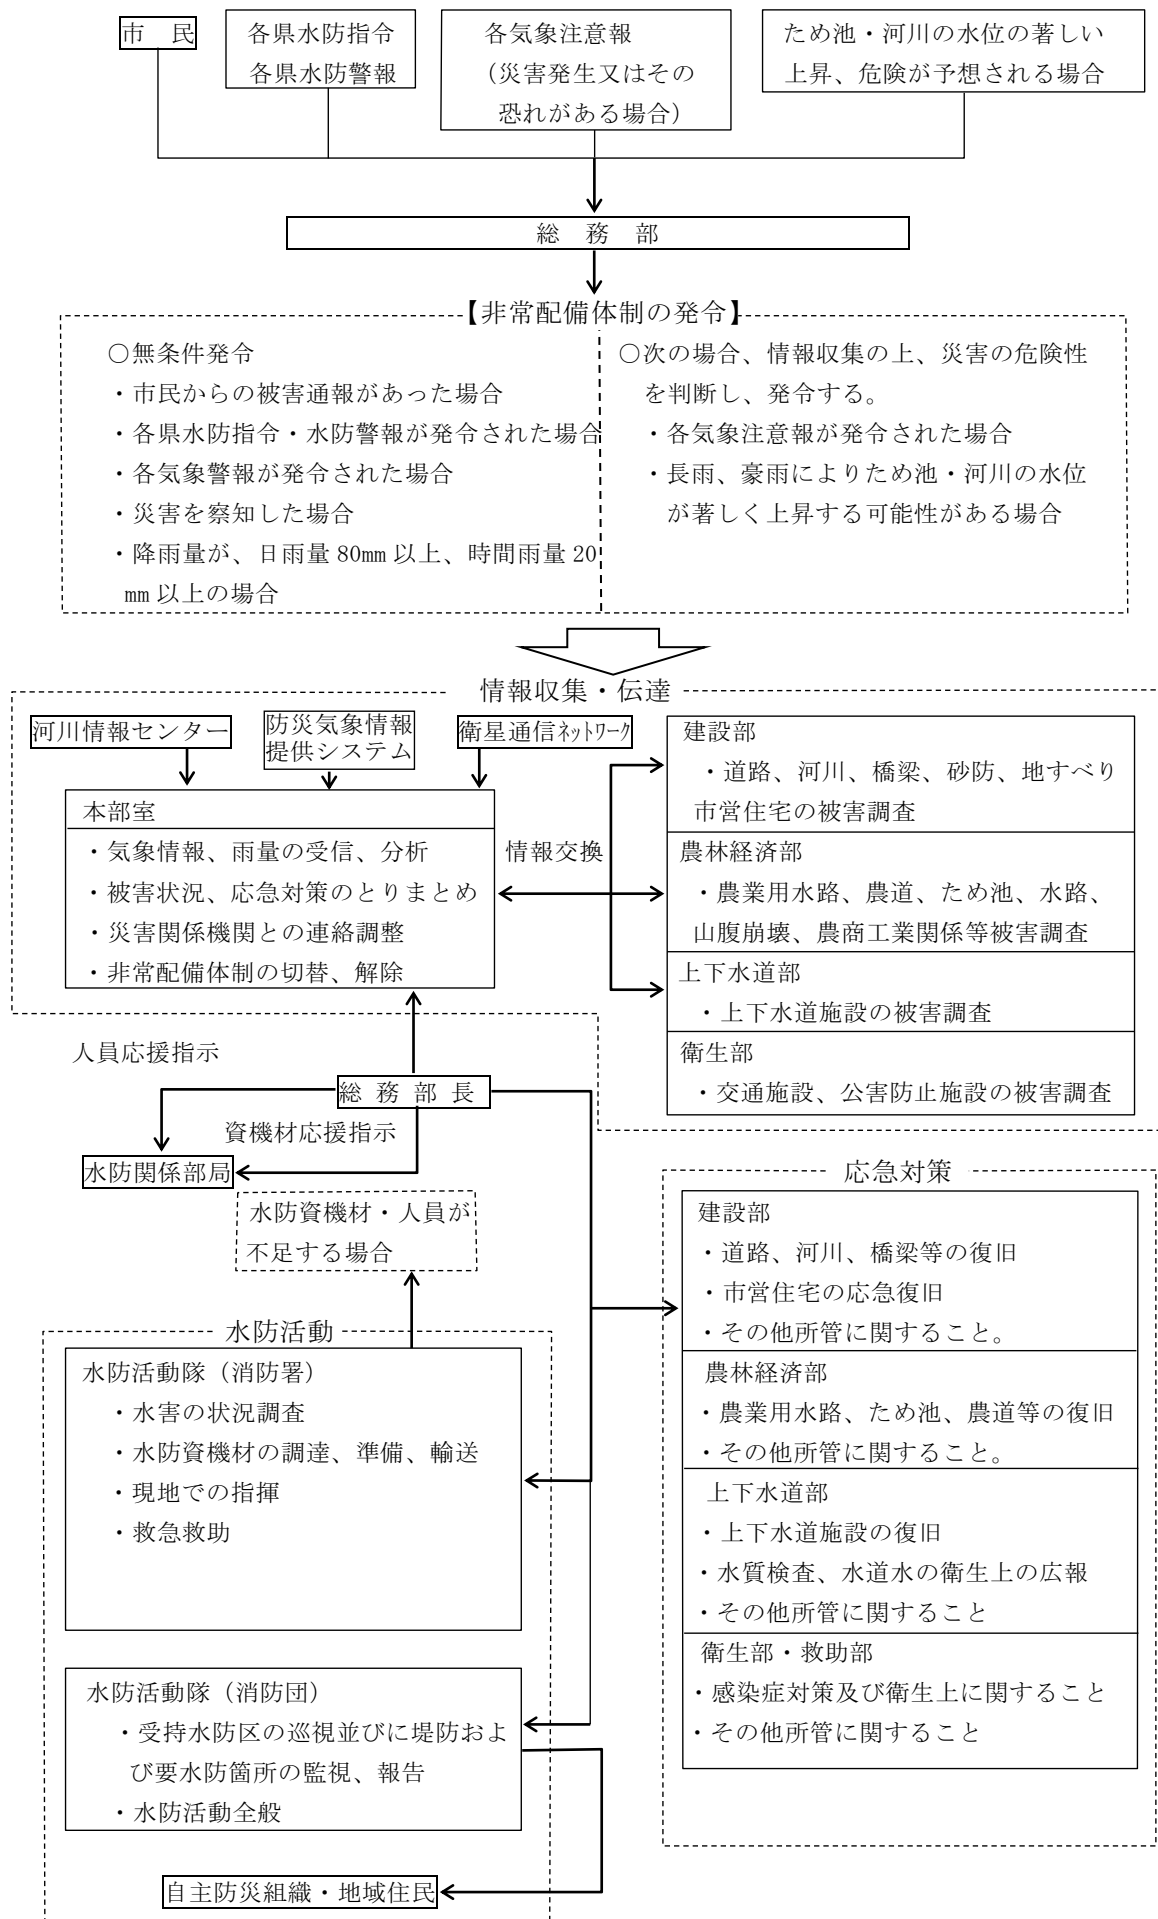 市　民
各県水防指令
各県水防警報
各気象注意報
（災害発生又はその
恐れがある場合）
ため池・河川の水位の著しい
上昇、危険が予想される場合
総　務　部
【非常配備体制の発令】
○無条件発令
・市民からの被害通報があった場合
・各県水防指令・水防警報が発令された場合
・各気象警報が発令された場合
・災害を察知した場合
・降雨量が、日雨量 80㎜ 以上、時間雨量 20
㎜ 以上の場合
○次の場合、情報収集の上、災害の危険性
を判断し、発令する。
・各気象注意報が発令された場合
・長雨、豪雨によりため池・河川の水位
が著しく上昇する可能性がある場合
情報収集・伝達
河川情報センター
防災気象情報
提供システム
衛星通信ﾈｯﾄﾜｰｸ
本部室
・気象情報、雨量の受信、分析
・被害状況、応急対策のとりまとめ
・災害関係機関との連絡調整
・非常配備体制の切替、解除
情報交換
建設部
・道路、河川、橋梁、砂防、地すべり
市営住宅の被害調査
農林経済部
・農業用水路、農道、ため池、水路、
山腹崩壊、農商工業関係等被害調査
上下水道部
・上下水道施設の被害調査
衛生部
・交通施設、公害防止施設の被害調査
人員応援指示
総 務 部 長
資機材応援指示
水防関係部局
水防資機材・人員が
不足する場合
水防活動
水防活動隊（消防署）
・水害の状況調査
・水防資機材の調達、準備、輸送
・現地での指揮
・救急救助
水防活動隊（消防団）
・受持水防区の巡視並びに堤防およ
び要水防箇所の監視、報告
・水防活動全般
自主防災組織・地域住民
応急対策
建設部
・道路、河川、橋梁等の復旧
・市営住宅の応急復旧
・その他所管に関すること。
農林経済部
・農業用水路、ため池、農道等の復旧
・その他所管に関すること。
上下水道部
・上下水道施設の復旧
・水質検査、水道水の衛生上の広報
・その他所管に関すること
衛生部・救助部
・感染症対策及び衛生上に関すること
・その他所管に関すること